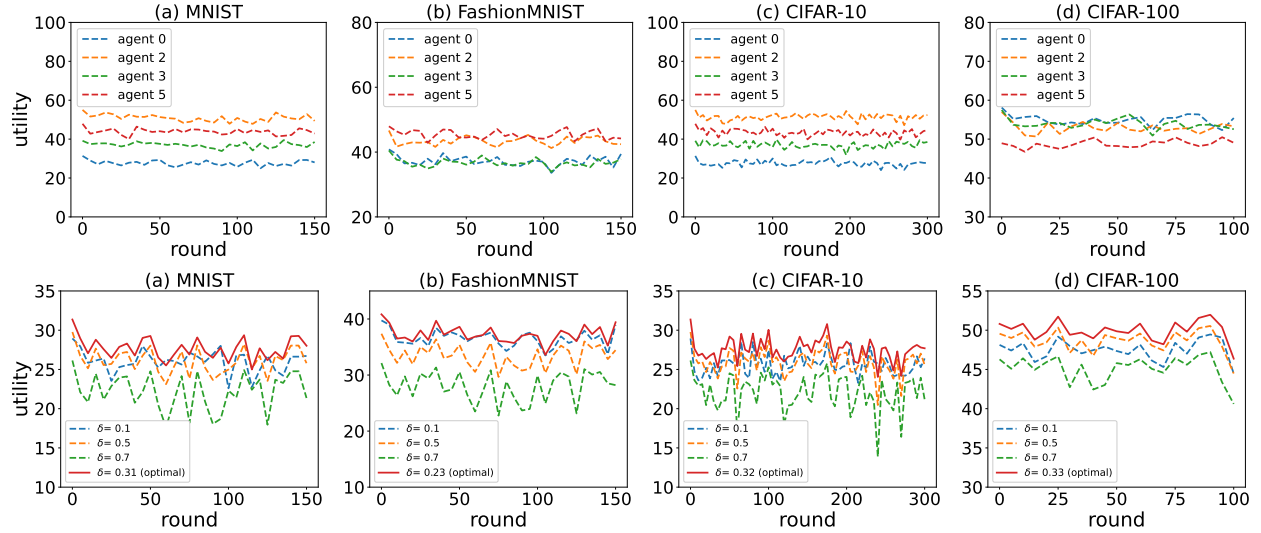 (a) MNIST
100
80
60
40
20
0
utility
agent 0
agent 2
agent 3
agent 5
0 50 100 150
round
(b) FashionMNIST
80
60
40
20
agent 0
agent 2
agent 3
agent 5
0 50 100 150
round
(c) CIFAR-10
100
80
60
40
20
0
agent 0
agent 2
agent 3
agent 5
0 100 200 300
round
(d) CIFAR-100
80
70
60
50
40
30
agent 0
agent 2
agent 3
agent 5
0 25 50 75 100
round
(a) MNIST
35
30
25
20
15
10
utility
δ= 0.1
δ= 0.5
δ= 0.7
δ= 0.31 (optimal)
0 50 100 150
round
(b) FashionMNIST
40
30
20
10
δ= 0.1
δ= 0.5
δ= 0.7
δ= 0.23 (optimal)
0 50 100 150
round
(c) CIFAR-10
35
30
25
20
15
10
δ= 0.1
δ= 0.5
δ= 0.7
δ= 0.32 (optimal)
0 100 200 300
round
(d) CIFAR-100
55
50
45
40
35
30
δ= 0.1
δ= 0.5
δ= 0.7
δ= 0.33 (optimal)
0 25 50 75 100
round